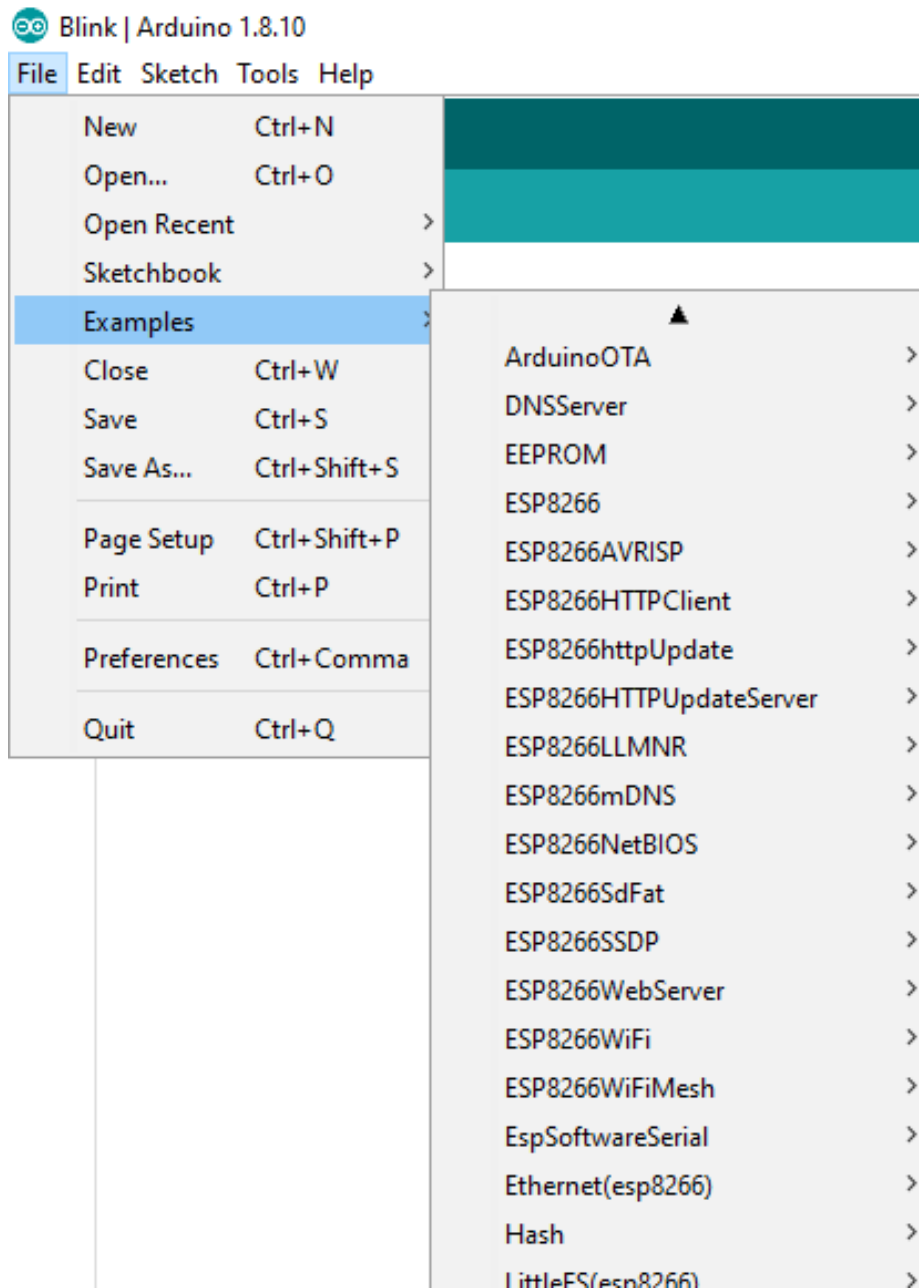 Blink | Arduino 1.8.10
File Edit Sketch Tools Help
New Ctrl+N
Open... Ctrl+O
Open Recent
Sketchbook
Examples
Close Ctrl+W
Save Ctrl+S
Save As... Ctrl+Shift+S
Page Setup Ctrl+Shift+P
Print Ctrl+P
Preferences Ctrl+Comma
Quit Ctrl+Q
ArduinoOTA
DNSServer
EEPROM
ESP8266
ESP8266AVRISP
ESP8266HTTPClient
ESP8266httpUpdate
ESP8266HTTPUpdateServer
ESP8266LLMNR
ESP8266mDNS
ESP8266NetBIOS
ESP8266SdFat
ESP8266SSDP
ESP8266WebServer
ESP8266WiFi
ESP8266WiFiMesh
EspSoftwareSerial
Ethernet(esp8266)
Hash
LittleFS(esp8266)